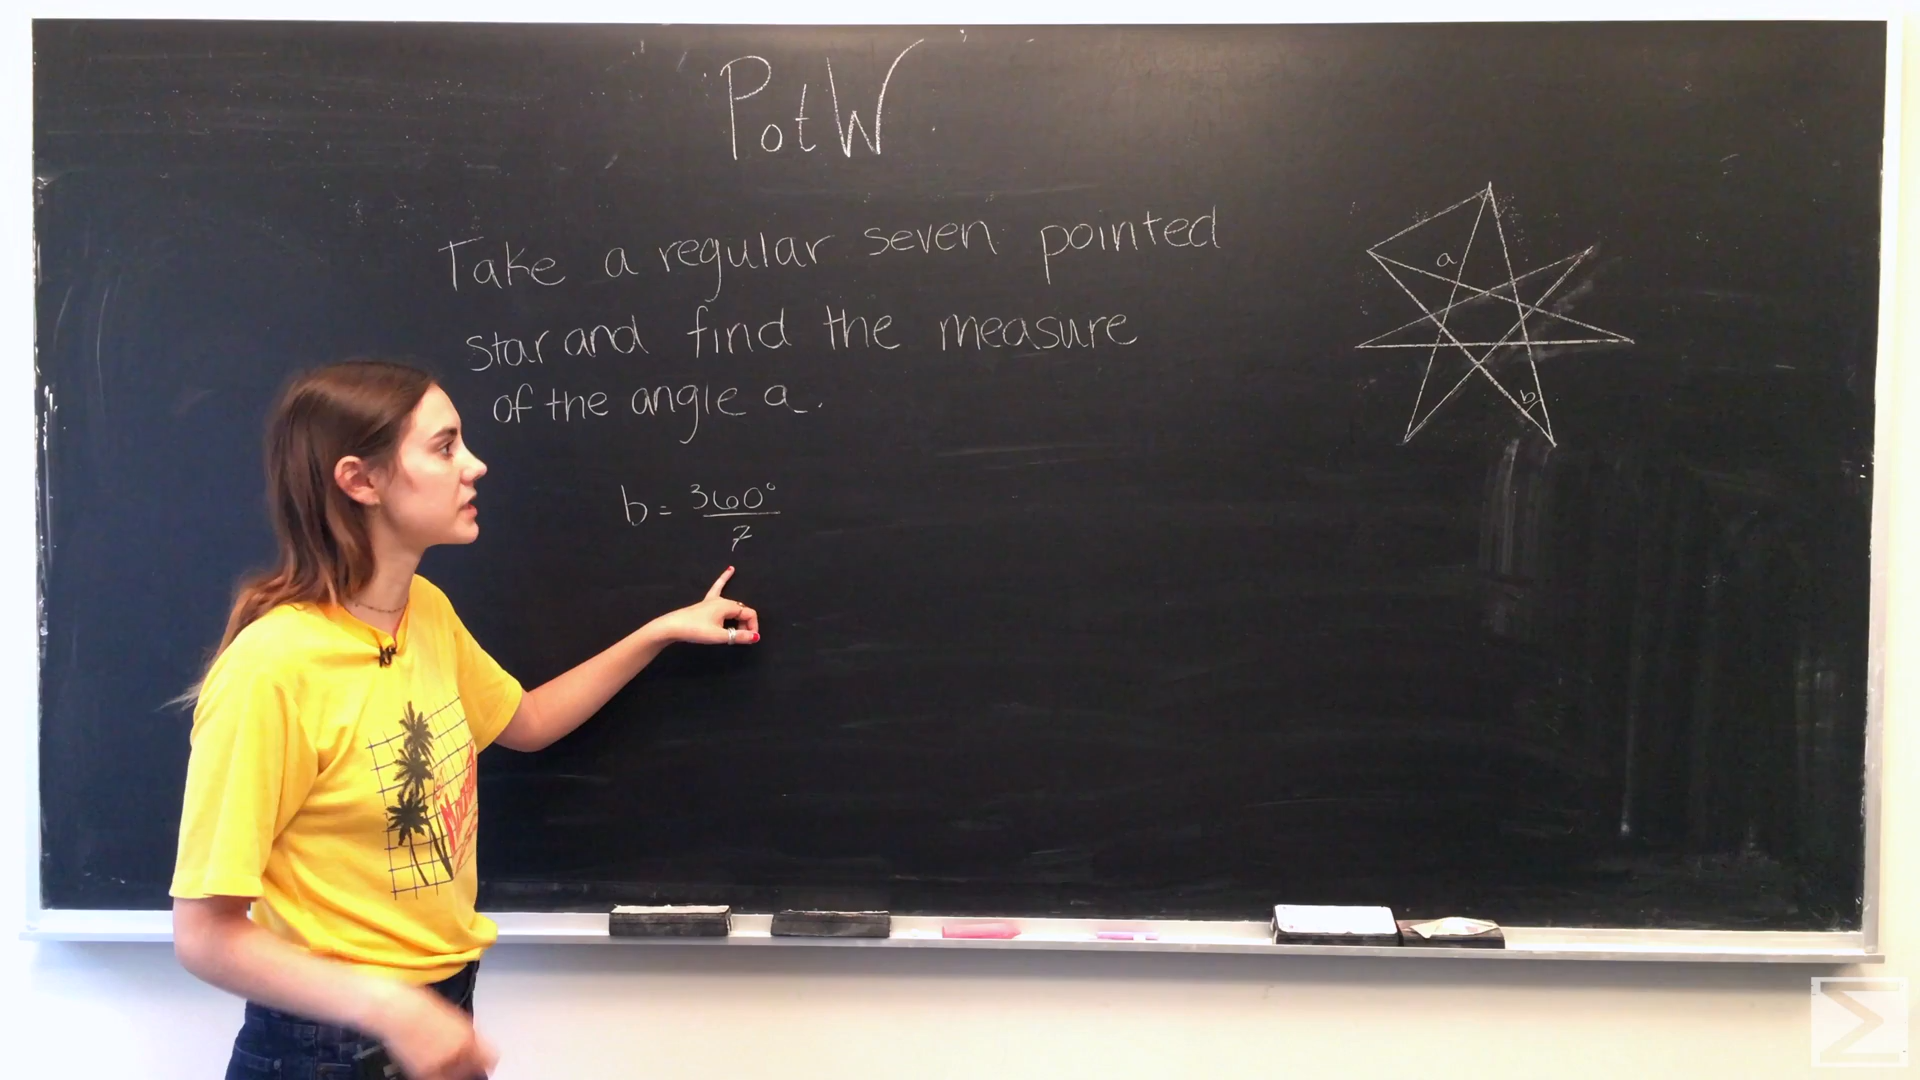 PotW
Take a regular seven pointed
star and find the measure
of the angle a.
a
b
b = 360°
7